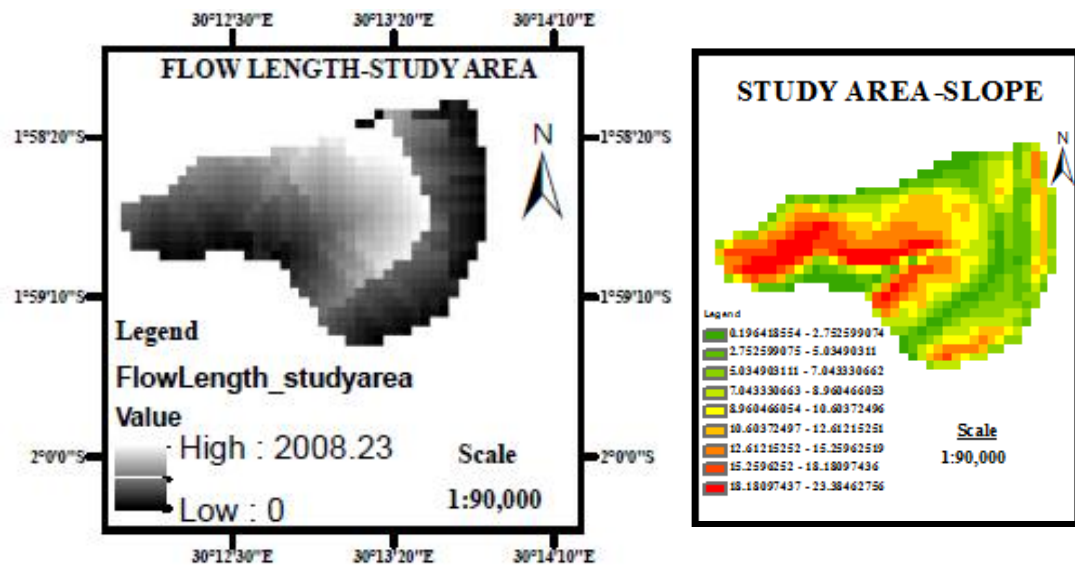 30°12'30"E 30°13'20"E 30°14'10"E
FLOW LENGTH-STUDY AREA
N
1°58'20"S 1°58'20"S
1°59'10"S 1°59'10"S
Legend
FlowLength_studyarea
Value
High : 2008.23
Low : 0
Scale
1:90,000
2°0'0"S 2°0'0"S
30°12'30"E 30°13'20"E 30°14'10"E
STUDY AREA-SLOPE
N
Legend
0.196418554 - 2.752599074
2.752599075 - 5.03490311
5.034903111 - 7.043330662
7.043330663 - 8.960466053
8.960466054 - 10.60372496
10.60372497 - 12.61215251
12.61215252 - 15.25962519
15.2596252 - 18.18097436
18.18097437 - 23.38462756
Scale
1:90,000